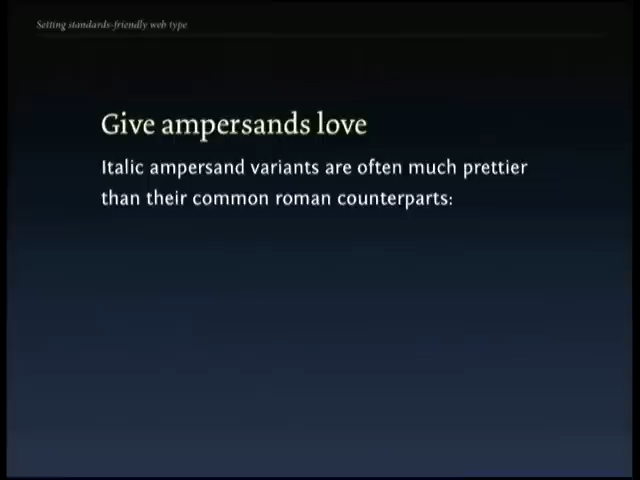 Setting standards-friendly web type
Give ampersands love
Italic ampersand variants are often much prettier
than their common roman counterparts: